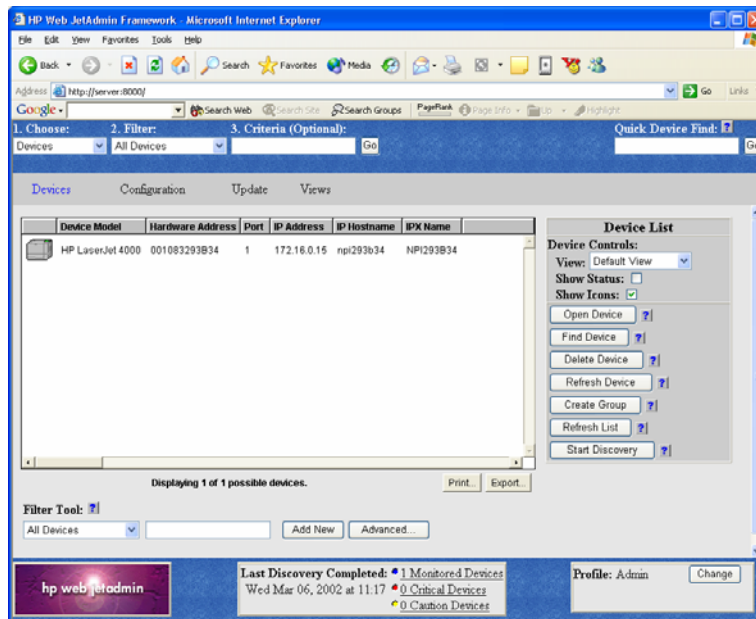 HP Web JetAdmin Framework - Microsoft Internet Explorer
File Edit View Favorites Tools Help
Back Search Favorites Media
Address http://server:8000/ Go Links
Google Search Web Search Site Search Groups PageRank Page Info Up Highlight
1. Choose: 2. Filter: 3. Criteria (Optional): Quick Device Find: ?
Devices All Devices Go Go
Devices Configuration Update Views
Device Model Hardware Address Port IP Address IP Hostname IPX Name
HP LaserJet 4000 001083293B34 1 172.16.0.15 npi293b34 NPI293B34
Displaying 1 of 1 possible devices. Print... Export...
Device List
Device Controls:
View: Default View
Show Status:
Show Icons:
Open Device ?
Find Device ?
Delete Device ?
Refresh Device ?
Create Group ?
Refresh List ?
Start Discovery ?
Filter Tool: ?
All Devices Add New Advanced...
hp web jetadmin
Last Discovery Completed:
Wed Mar 06, 2002 at 11:17
1 Monitored Devices
0 Critical Devices
0 Caution Devices
Profile: Admin Change